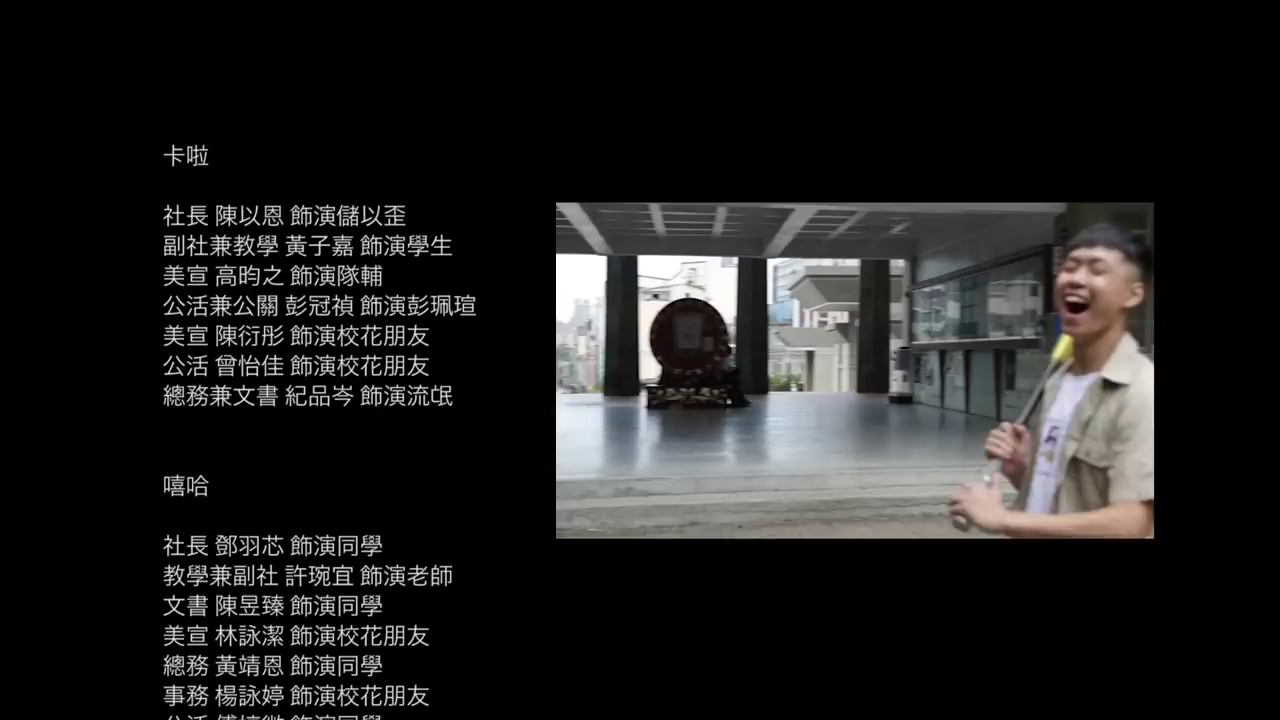 卡啦
社長 陳以恩 飾演儲以歪
副社兼教學 黃子嘉 飾演學生
美宣 高昀之 飾演隊輔
公活兼公關 彭冠禎 飾演彭珮瑄
美宣 陳衍彤 飾演校花朋友
公活 曾怡佳 飾演校花朋友
總務兼文書 紀品岑 飾演流氓
嘻哈
社長 鄧羽芯 飾演同學
教學兼副社 許琬宜 飾演老師
文書 陳昱臻 飾演同學
美宣 林詠潔 飾演校花朋友
總務 黃靖恩 飾演同學
事務 楊詠婷 飾演校花朋友